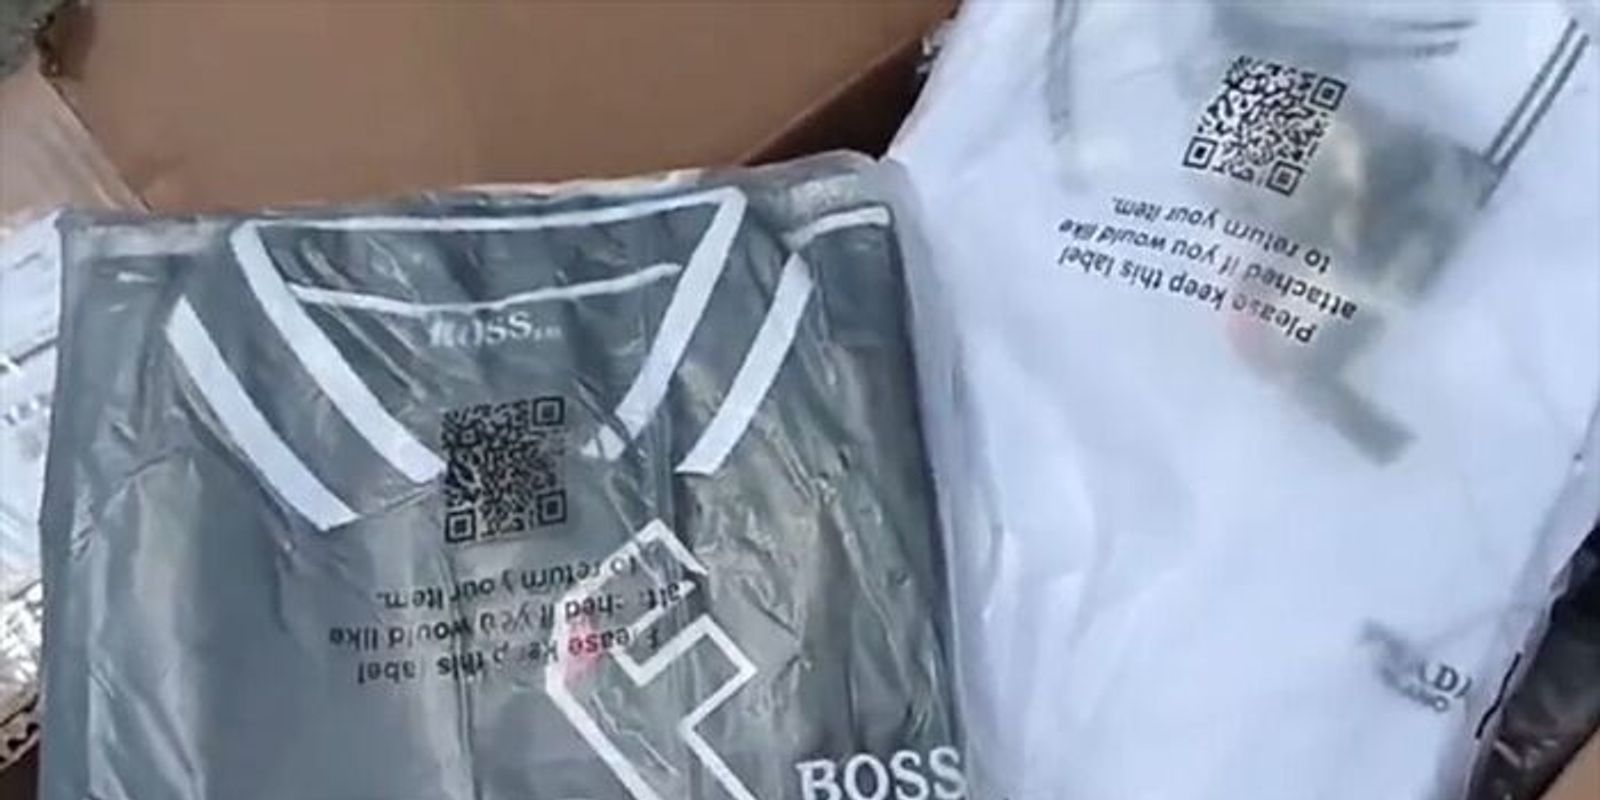 BOSS
Please keep this label
attached if you would like
to return your item.
BOSS
Please keep this label
attached if you would like
to return your item.